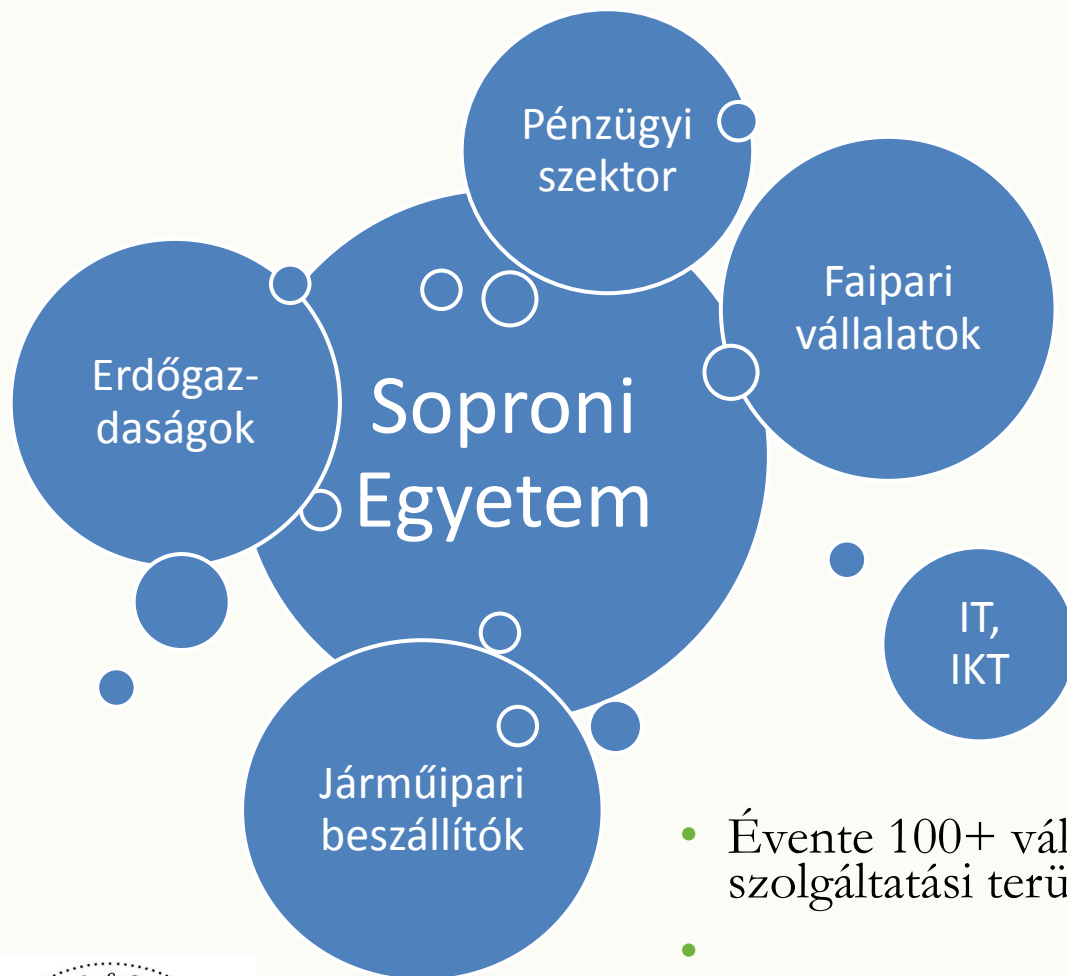 Pénzügyi
szektor
Faipari
vállalatok
Erdőgaz-
daságok
Soproni
Egyetem
IT,
IKT
Járműipari
beszállítók
• Évente 100+
szolgáltatási
•